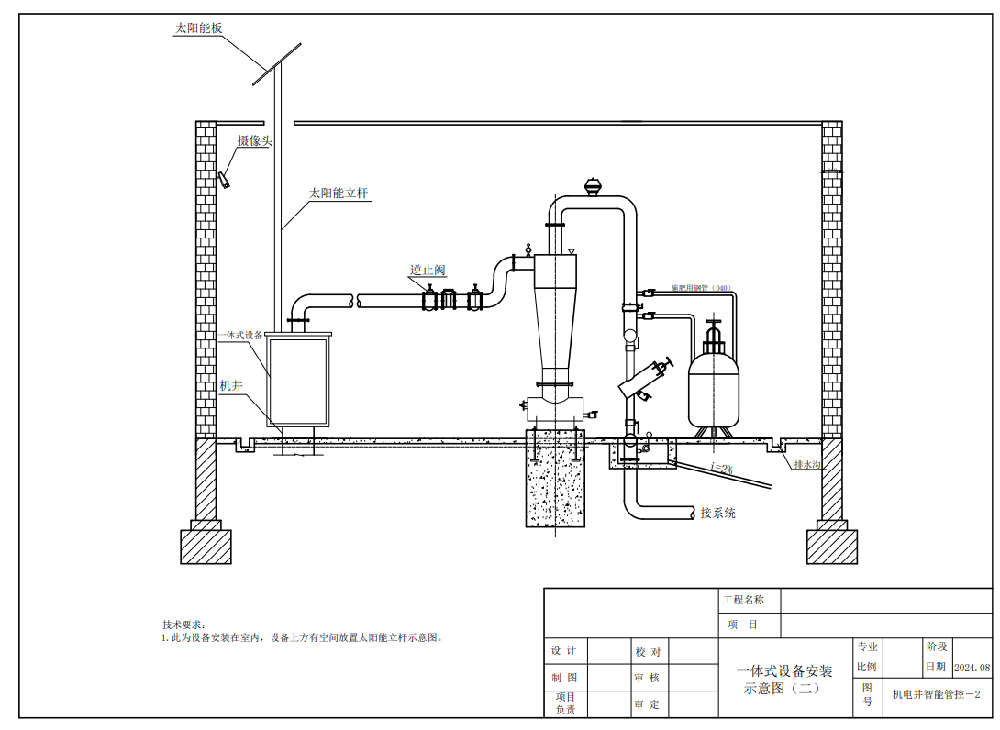 太阳能板
摄像头
太阳能立杆
逆止阀
施肥用钢管（D40）
一体式设备
机井
i=2%
排水沟
接系统
技术要求：
1.此为设备安装在室内，设备上方有空间放置太阳能立杆示意图。
工程名称
项 目
设 计
校 对
制 图
审 核
项目
负责
审 定
一体式设备安装
示意图（二）
专业
阶段
比例
日期
2024.08
图
号
机电井智能管控－2